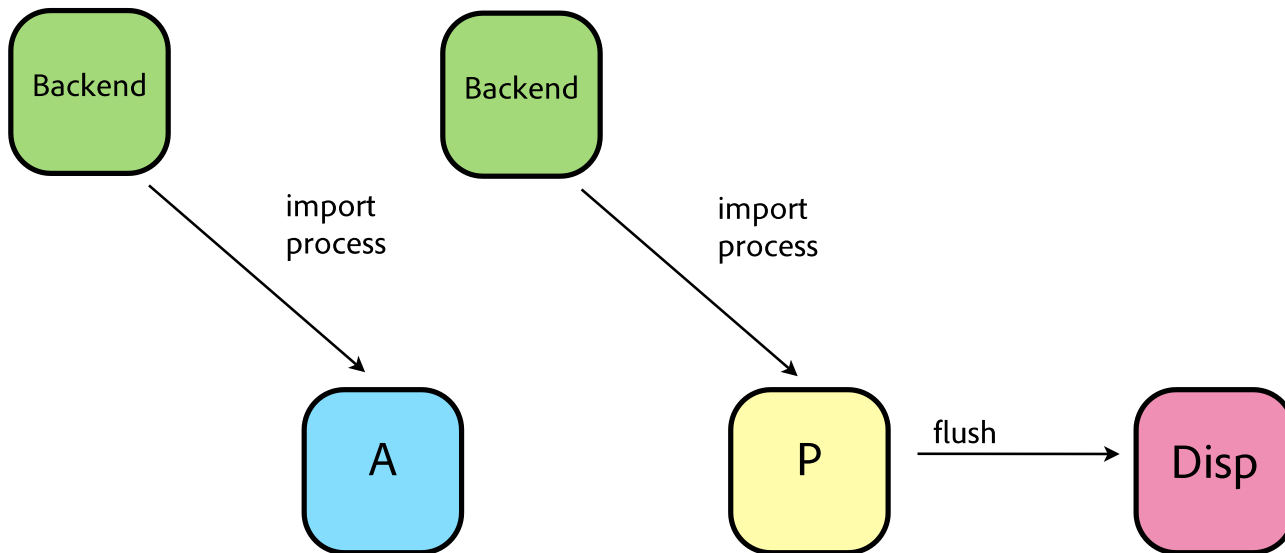 Backend
Backend
import
process
import
process
A
P
flush
Disp